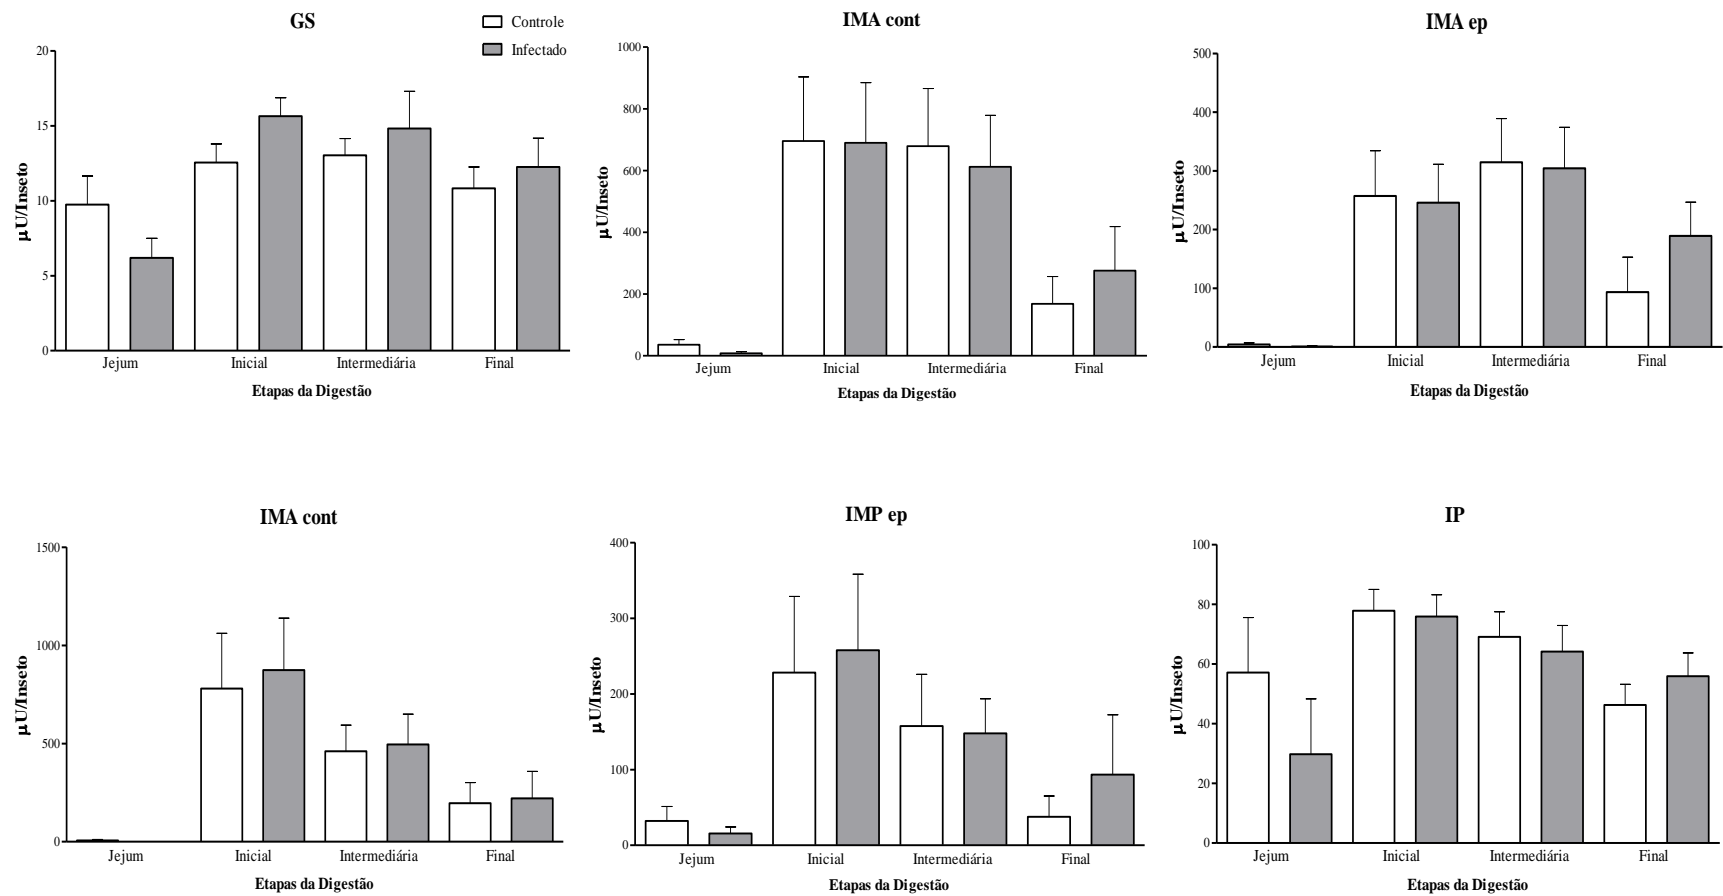 GS
Controle
Infectado
20
15
10
5
0
µU/Inseto
Jejum Inicial Intermediária Final
Etapas da Digestão
IMA cont
1000
800
600
400
200
0
µU/Inseto
Jejum Inicial Intermediária Final
Etapas da Digestão
IMA ep
500
400
300
200
100
0
µU/Inseto
Jejum Inicial Intermediária Final
Etapas da Digestão
IMA cont
1500
1000
500
0
µU/Inseto
Jejum Inicial Intermediária Final
Etapas da Digestão
IMP ep
400
300
200
100
0
µU/Inseto
Jejum Inicial Intermediária Final
Etapas da Digestão
IP
100
80
60
40
20
0
µU/Inseto
Jejum Inicial Intermediária Final
Etapas da Digestão